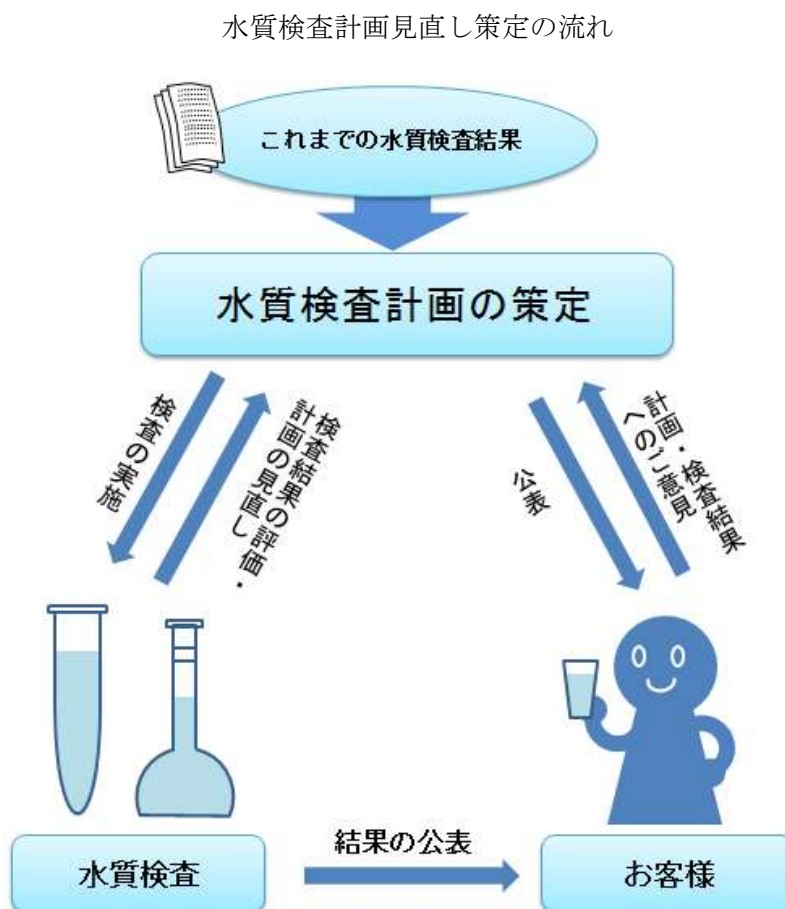 水質検査計画見直し策定の流れ
これまでの水質検査結果
水質検査計画の策定
検査の実施
検査結果の評価・
計画の見直し
公表
計画・検査結果
へのご意見
結果の公表
水質検査
お客様